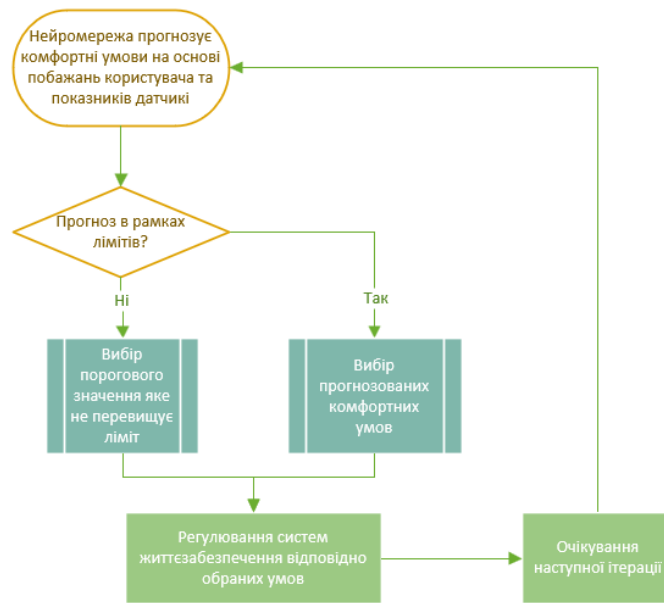 Нейромережа прогнозує
комфортні умови на основі
побажань користувача та
показників датчикі
Прогноз в рамках
лімітів?
Ні
Так
Вибір
порогового
значення яке
не перевищує
ліміт
Вибір
прогнозованих
комфортних
умов
Регулювання систем
життєзабезпечення відповідно
обраних умов
Очікування
наступної ітерації